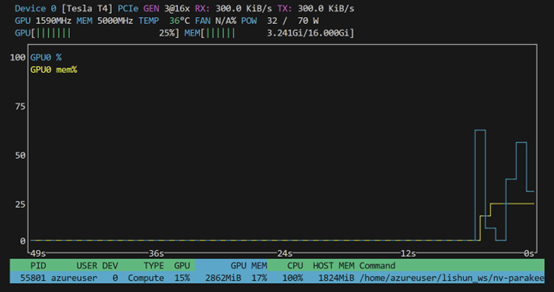 Device 0 [Tesla T4] PCIe GEN 3@16x RX: 300.0 KiB/s TX: 300.0 KiB/s
GPU 1590MHz MEM 5000MHz TEMP 36°C FAN N/A% POW 32 / 70 W
GPU[||||||| 25%] MEM[|||||| 3.241Gi/16.000Gi]
100 GPU0 %
GPU0 mem%
75
50
25
0
49s 36s 24s 12s 0s
PID USER DEV TYPE GPU GPU MEM CPU HOST MEM Command
55801 azureuser 0 Compute 15% 2862MiB 17% 100% 1824MiB /home/azureuser/lishun_ws/nv-parakee